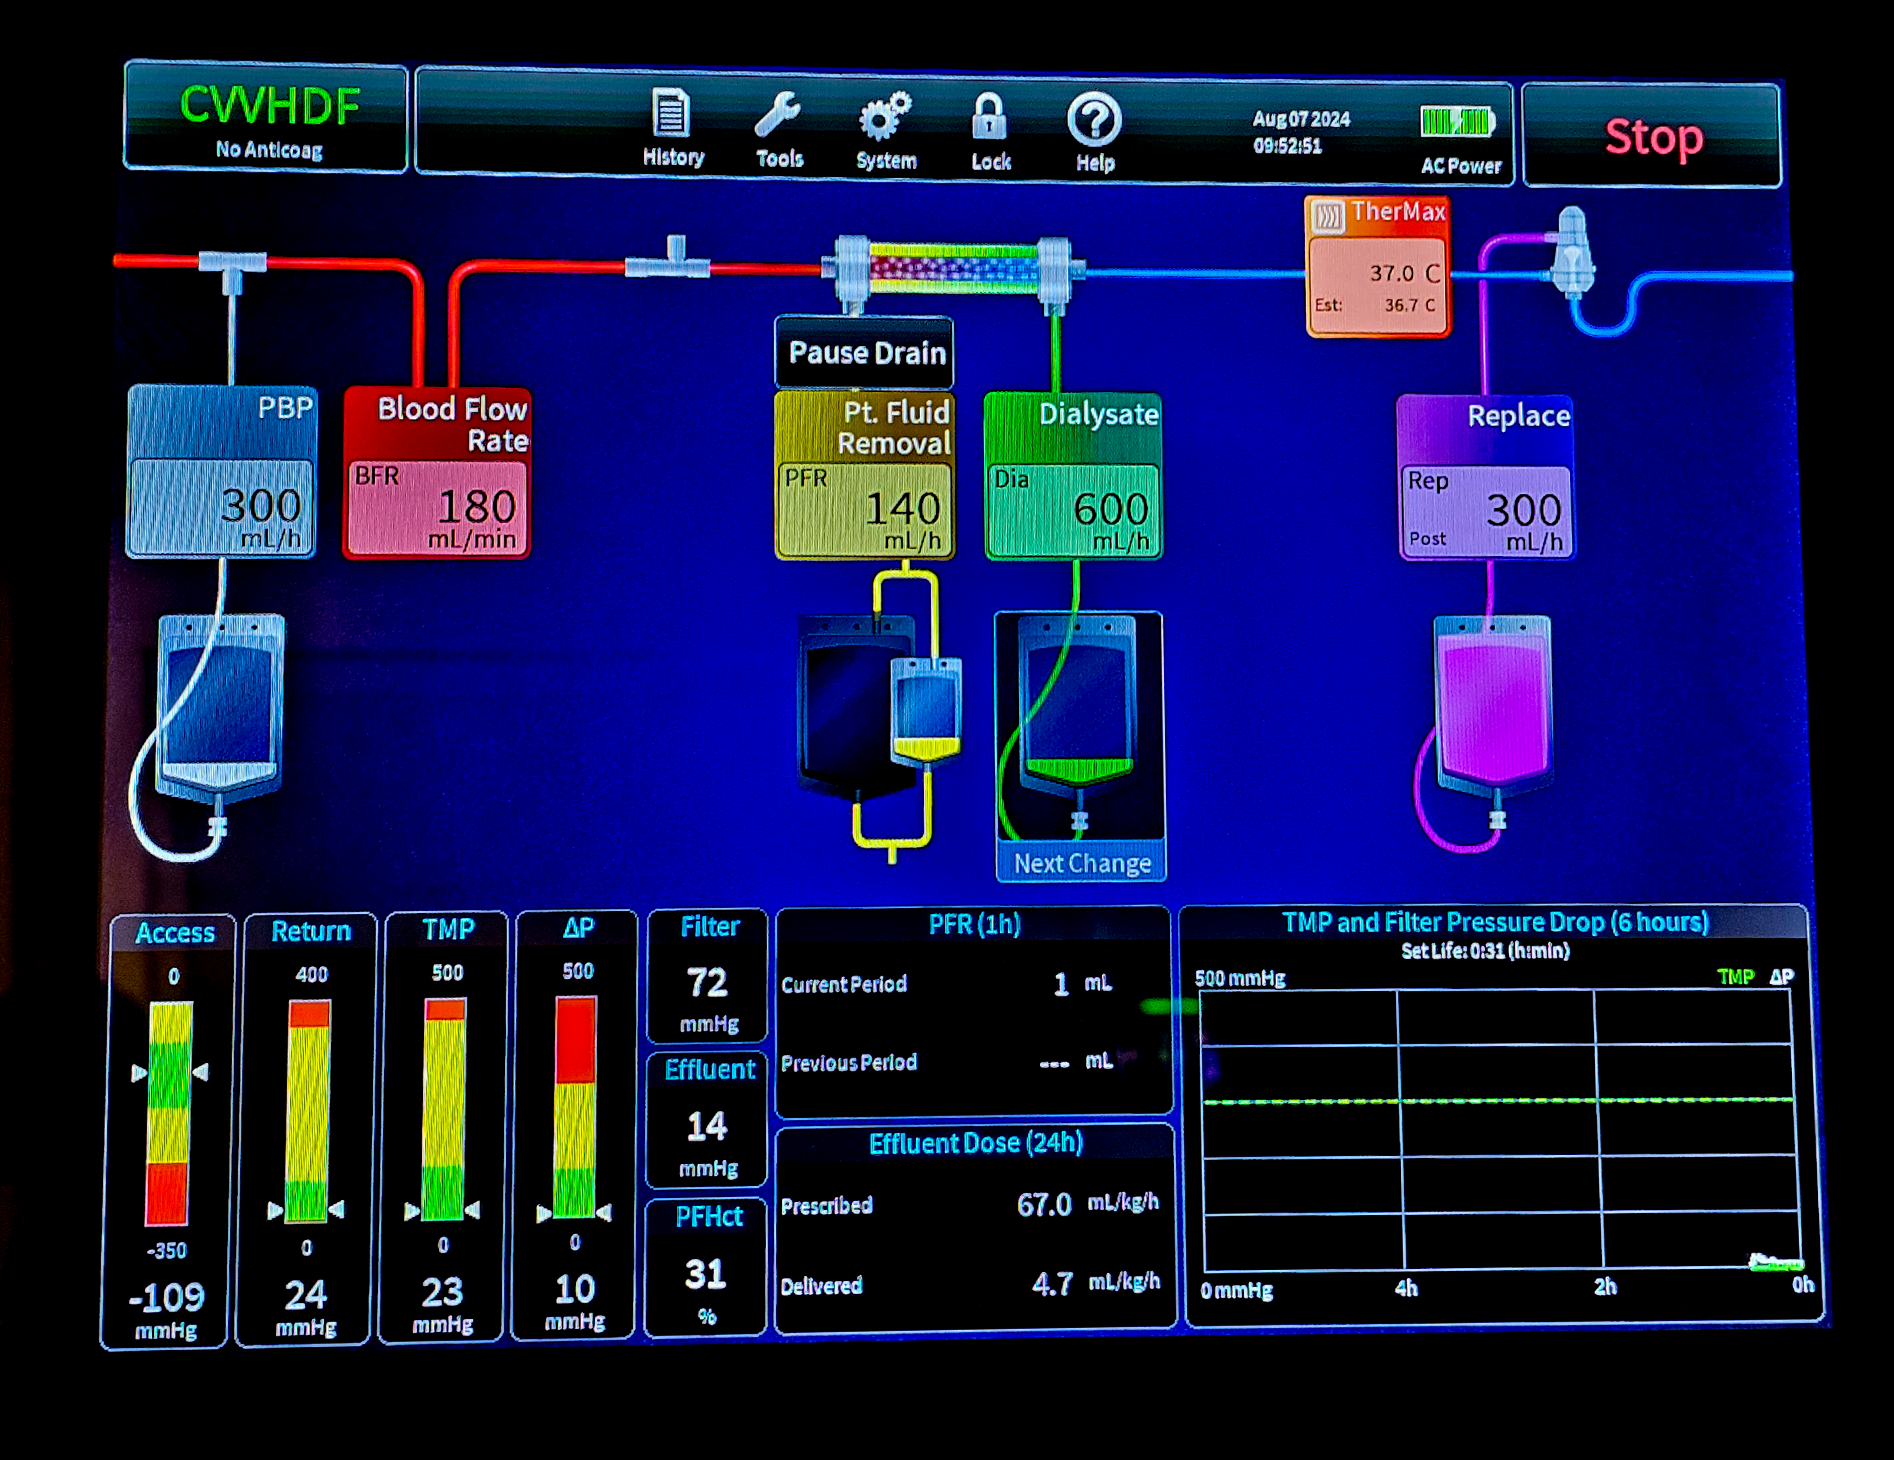 CVVHDF
No Anticoag
History
Tools
System
Lock
Help
Aug 07 2024
09:52:51
AC Power
Stop
TherMax
37.0 C
Est: 36.7 C
Pause Drain
PBP
300
mL/h
Blood Flow
Rate
BFR
180
mL/min
Pt. Fluid
Removal
PFR
140
mL/h
Dialysate
Dia
600
mL/h
Replace
Rep
300
Post mL/h
Next Change
Access
0
-350
-109
mmHg
Return
400
0
24
mmHg
TMP
500
0
23
mmHg
ΔP
500
0
10
mmHg
Filter
72
mmHg
Effluent
14
mmHg
PFHct
31
%
PFR (1h)
Current Period 1 mL
Previous Period --- mL
Effluent Dose (24h)
Prescribed 67.0 mL/kg/h
Delivered 4.7 mL/kg/h
TMP and Filter Pressure Drop (6 hours)
Set Life: 0:31 (h:min)
500 mmHg TMP ΔP
0 mmHg 4h 2h 0h